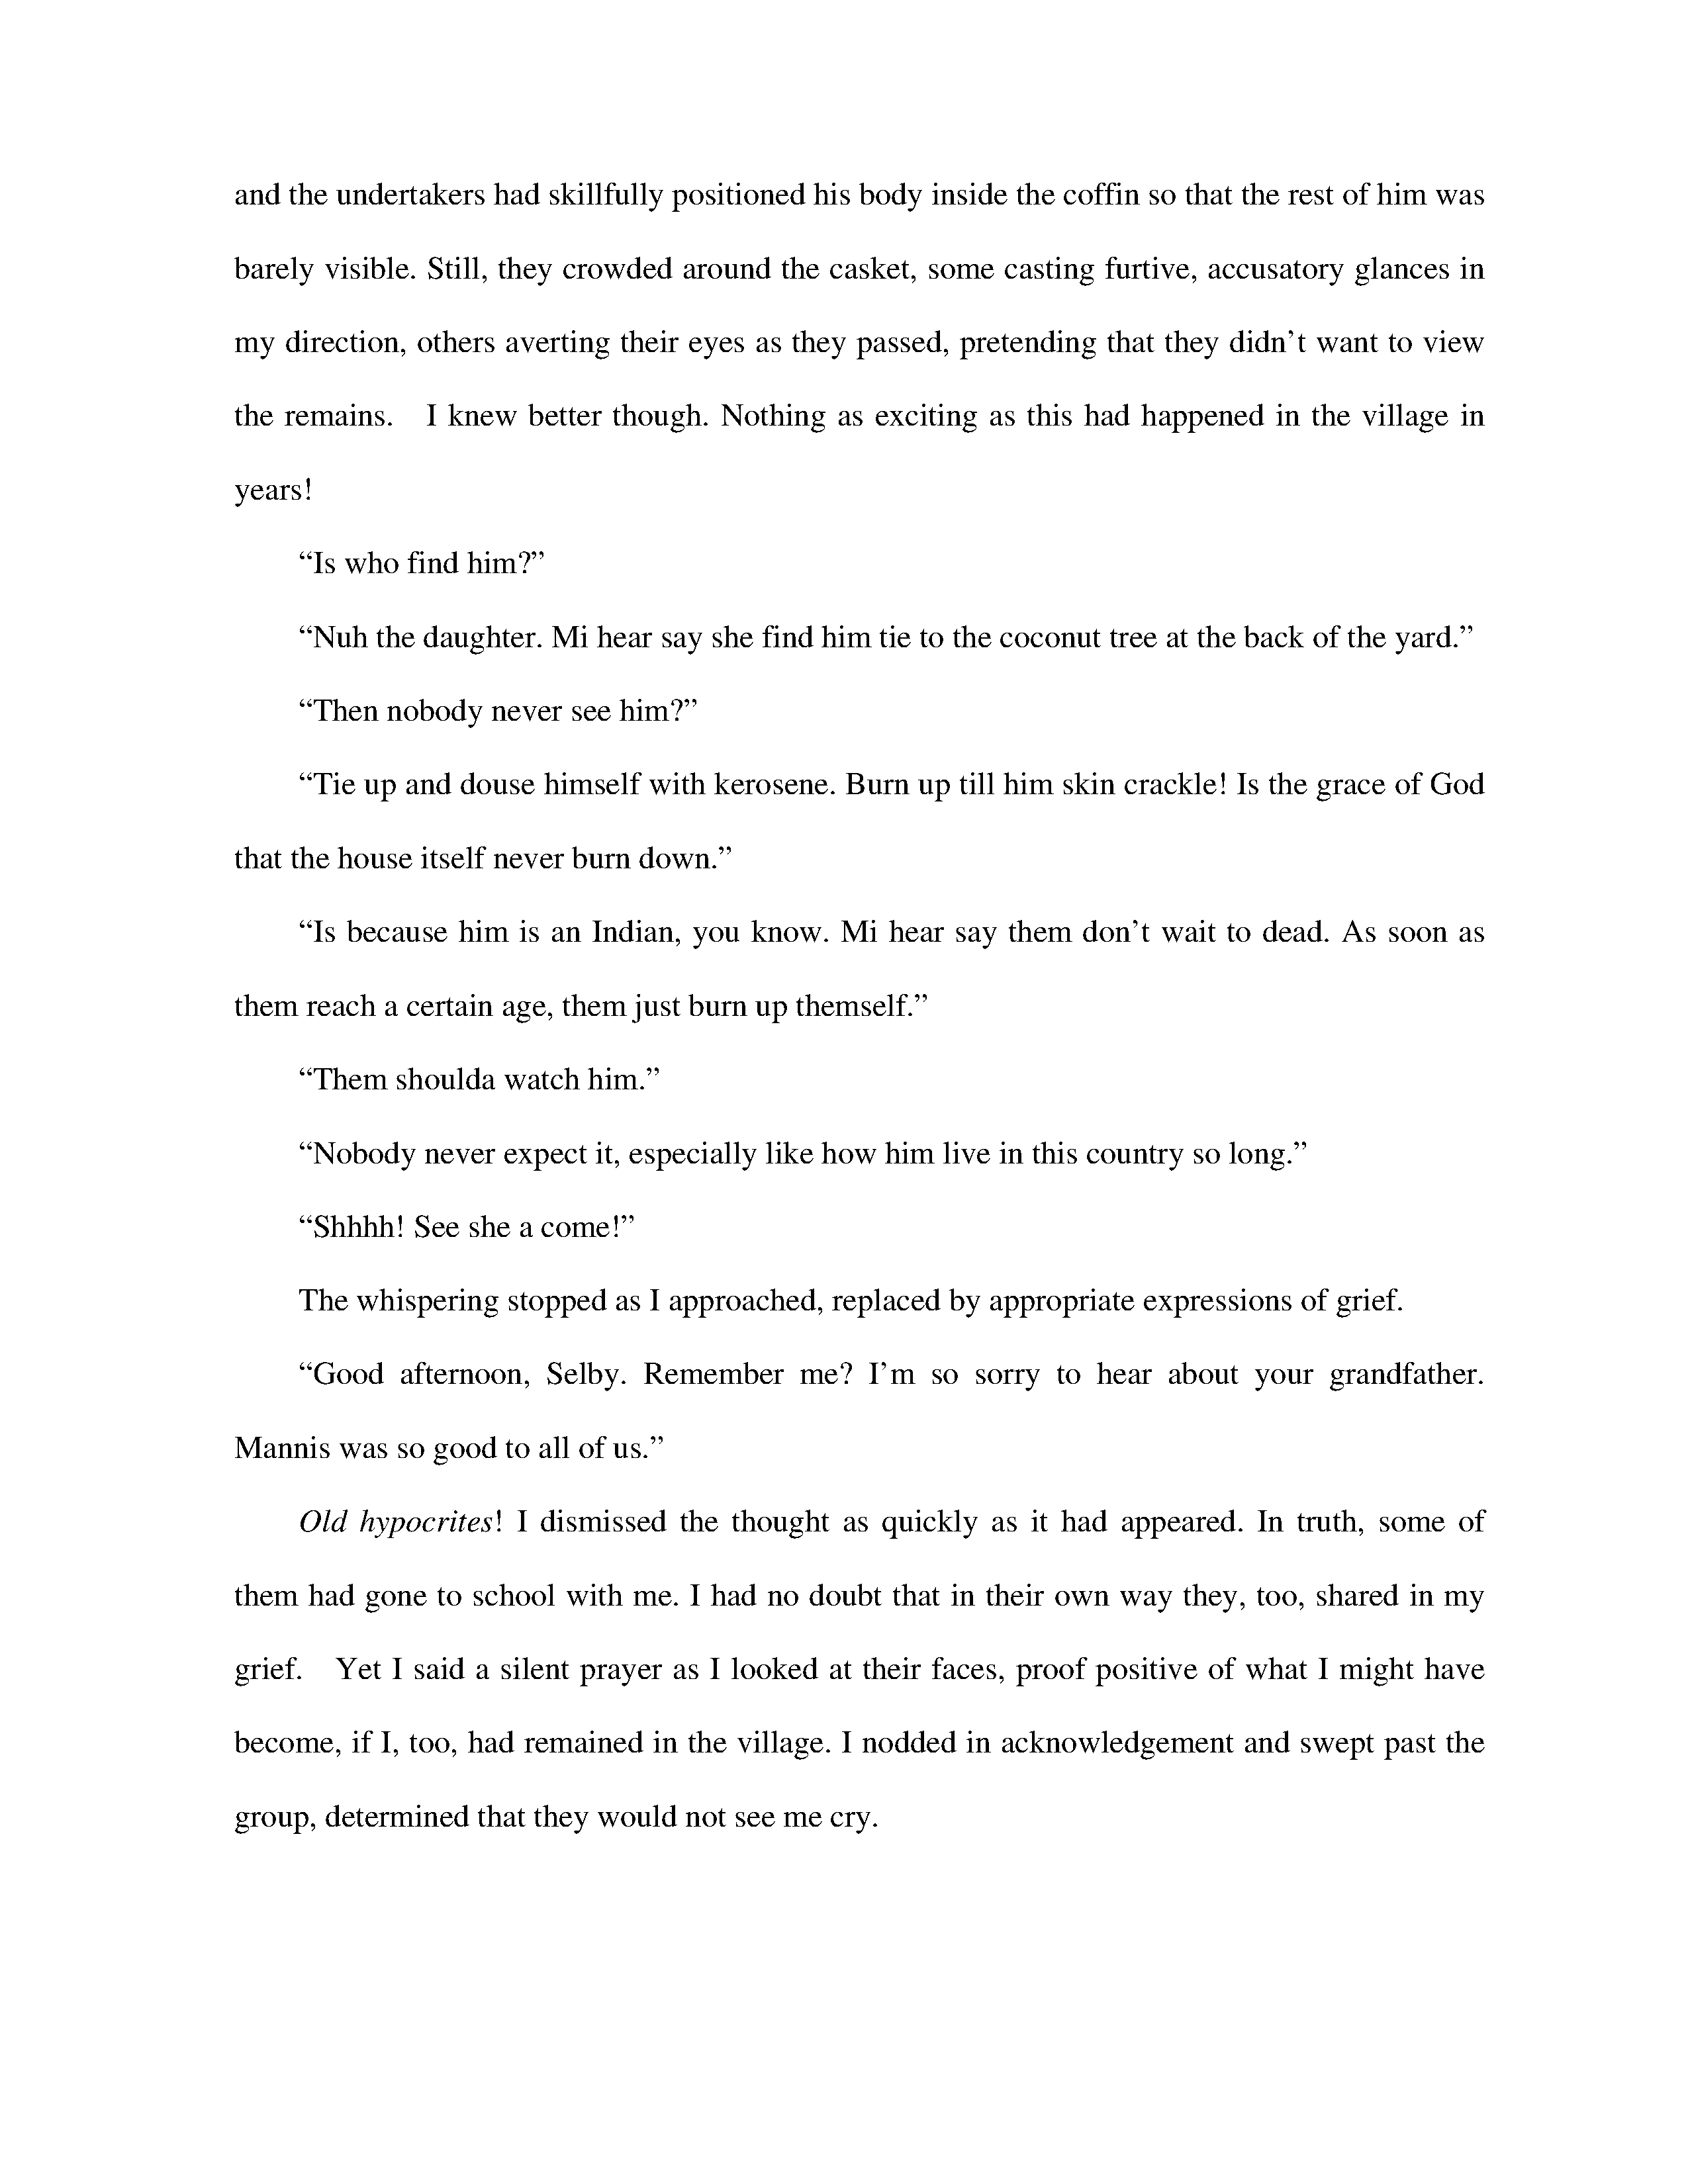 and the undertakers had skillfully positioned his body inside the coffin so that the rest of him was
barely visible. Still, they crowded around the casket, some casting furtive, accusatory glances in
my direction, others averting their eyes as they passed, pretending that they didn’t want to view
the remains.   I knew better though. Nothing as exciting as this had happened in the village in
years!
“Is who find him?”
“Nuh the daughter. Mi hear say she find him tie to the coconut tree at the back of the yard.”
“Then nobody never see him?”
“Tie up and douse himself with kerosene. Burn up till him skin crackle! Is the grace of God
that the house itself never burn down.”
“Is because him is an Indian, you know. Mi hear say them don’t wait to dead. As soon as
them reach a certain age, them just burn up themself.”
“Them shoulda watch him.”
“Nobody never expect it, especially like how him live in this country so long.”
“Shhhh! See she a come!”
The whispering stopped as I approached, replaced by appropriate expressions of grief.
“Good afternoon, Selby. Remember me? I’m so sorry to hear about your grandfather.
Mannis was so good to all of us.”
Old hypocrites! I dismissed the thought as quickly as it had appeared. In truth, some of
them had gone to school with me. I had no doubt that in their own way they, too, shared in my
grief.   Yet I said a silent prayer as I looked at their faces, proof positive of what I might have
become, if I, too, had remained in the village. I nodded in acknowledgement and swept past the
group, determined that they would not see me cry.